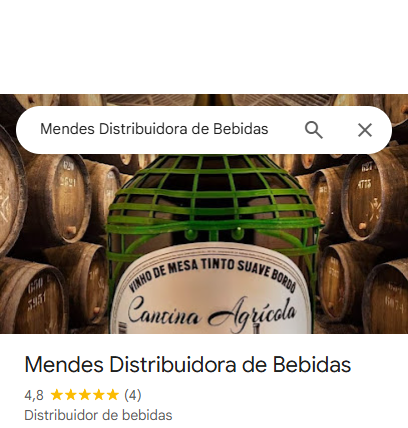 Mendes Distribuidora de Bebidas
VINHO DE MESA TINTO SUAVE BORDÔ
Cantina Agrícola
Mendes Distribuidora de Bebidas
4,8 (4)
Distribuidor de bebidas